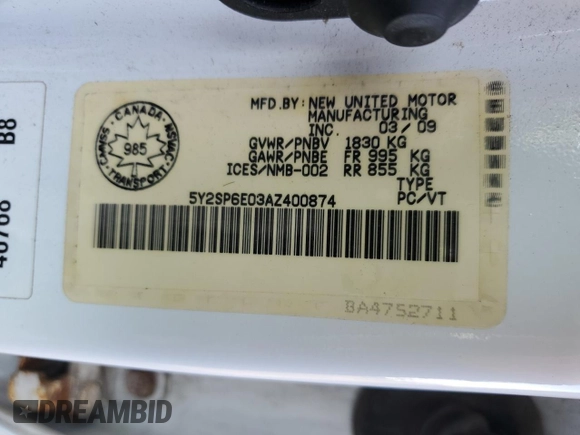 MFD.BY: NEW UNITED MOTOR
MANUFACTURING
INC. 03/09
GVWR/PNBV 1830 KG
GAWR/PNBE FR 995 KG
ICES/NMB-002 RR 855 KG
TYPE
PC/VT
CANADA
985
TRANSPORT
5Y2SP6E03AZ400874
BA4752711
B8
40708
DREAMBID